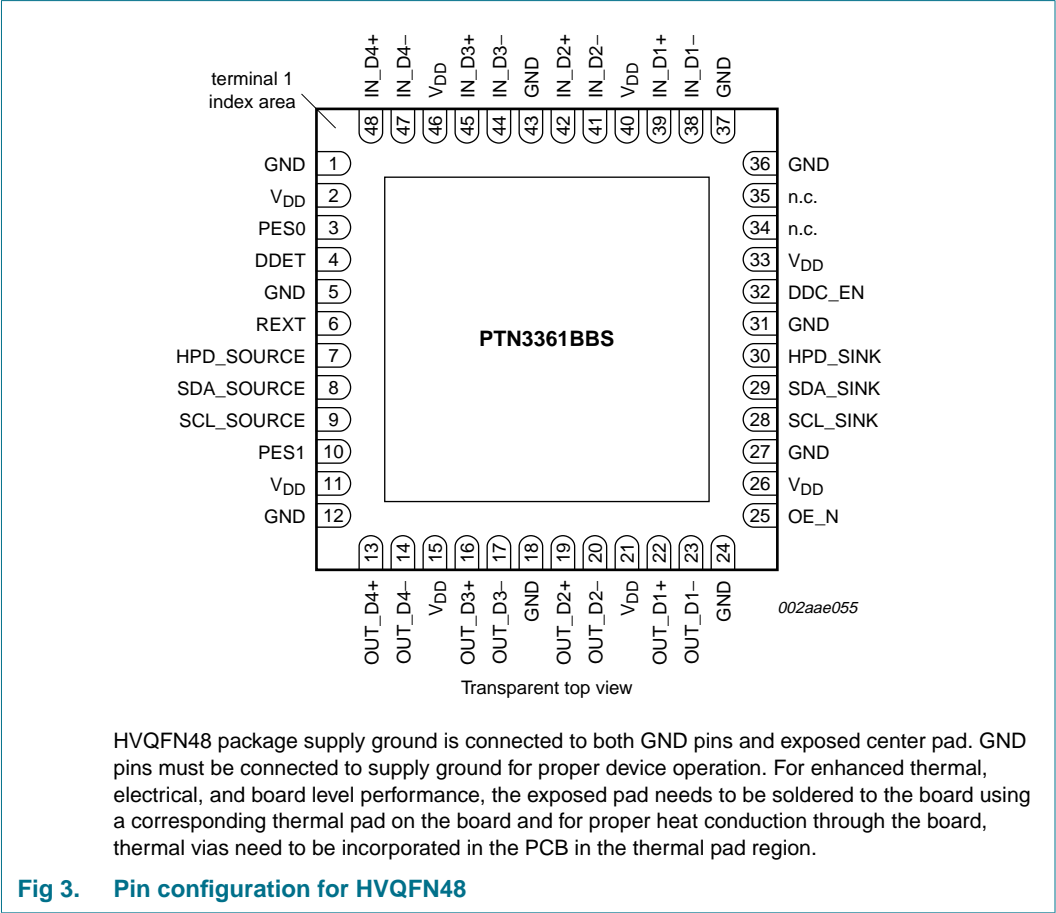 terminal 1
index area
IN_D4+
IN_D4−
VDD
IN_D3+
IN_D3−
GND
IN_D2+
IN_D2−
VDD
IN_D1+
IN_D1−
GND
48
47
46
45
44
43
42
41
40
39
38
37
GND 1
VDD 2
PES0 3
DDET 4
GND 5
REXT 6
HPD_SOURCE 7
SDA_SOURCE 8
SCL_SOURCE 9
PES1 10
VDD 11
GND 12
PTN3361BBS
36 GND
35 n.c.
34 n.c.
33 VDD
32 DDC_EN
31 GND
30 HPD_SINK
29 SDA_SINK
28 SCL_SINK
27 GND
26 VDD
25 OE_N
13
14
15
16
17
18
19
20
21
22
23
24
OUT_D4+
OUT_D4−
VDD
OUT_D3+
OUT_D3−
GND
OUT_D2+
OUT_D2−
VDD
OUT_D1+
OUT_D1−
GND
002aae055
Transparent top view
HVQFN48 package supply ground is connected to both GND pins and exposed center pad. GND
pins must be connected to supply ground for proper device operation. For enhanced thermal,
electrical, and board level performance, the exposed pad needs to be soldered to the board using
a corresponding thermal pad on the board and for proper heat conduction through the board,
thermal vias need to be incorporated in the PCB in the thermal pad region.
Fig 3. Pin configuration for HVQFN48